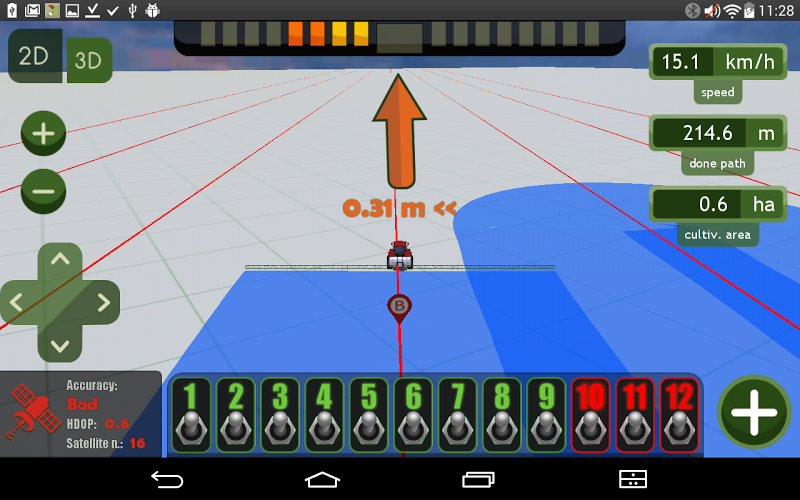 11:28
2D
3D
15.1 km/h
speed
214.6 m
done path
0.6 ha
cultiv. area
0.31 m <<
B
Accuracy:
Bad
HDOP: 0.6
Satellite n.: 16
1 2 3 4 5 6 7 8 9 10 11 12